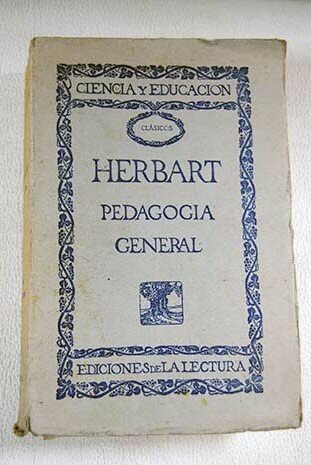 CIENCIA Y EDUCACION
CLÁSICOS
HERBART
PEDAGOGIA
GENERAL
EDICIONES DE LA LECTURA